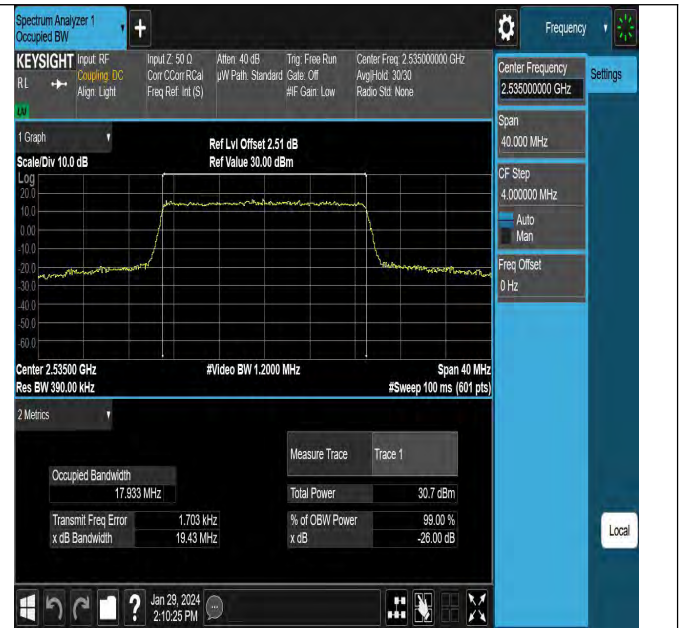 Spectrum Analyzer 1
Occupied BW
Frequency
KEYSIGHT
RL
Input: RF
Coupling: DC
Align: Light
Input Z: 50 Ω
Corr CCorr RCal
Freq Ref: Int (S)
Atten: 40 dB
µW Path: Standard
Trig: Free Run
Gate: Off
#IF Gain: Low
Center Freq: 2.535000000 GHz
Avg|Hold: 30/30
Radio Std: None
Center Frequency
2.535000000 GHz
Settings
Span
40.000 MHz
CF Step
4.000000 MHz
Auto
Man
Freq Offset
0 Hz
1 Graph
Scale/Div 10.0 dB
Ref Lvl Offset 2.51 dB
Ref Value 30.00 dBm
Log
20.0
10.0
0.00
-10.0
-20.0
-30.0
-40.0
-50.0
-60.0
Center 2.53500 GHz
#Video BW 1.2000 MHz
Span 40 MHz
Res BW 390.00 kHz
#Sweep 100 ms (601 pts)
2 Metrics
Measure Trace
Trace 1
Occupied Bandwidth
17.933 MHz
Total Power
30.7 dBm
Transmit Freq Error
1.703 kHz
% of OBW Power
99.00 %
x dB Bandwidth
19.43 MHz
x dB
-26.00 dB
Local
?
Jan 29, 2024
2:10:25 PM